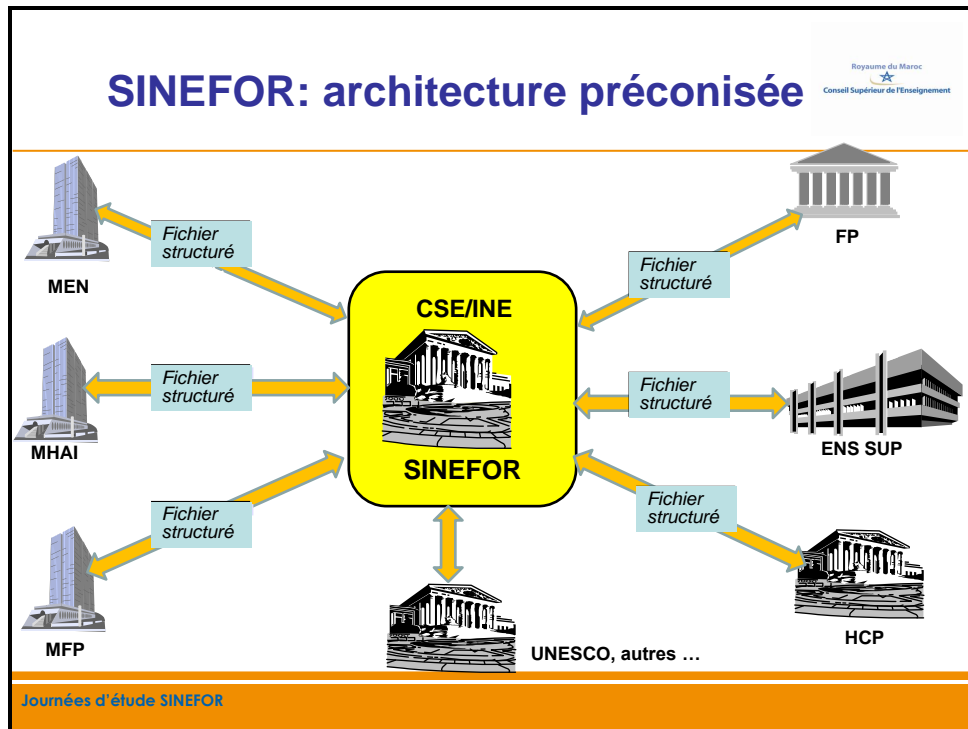 SINEFOR: architecture préconisée
Royaume du Maroc
Conseil Supérieur de l'Enseignement
MEN
Fichier
structuré
FP
Fichier
structuré
CSE/INE
SINEFOR
MHAI
Fichier
structuré
ENS SUP
Fichier
structuré
MFP
Fichier
structuré
HCP
Fichier
structuré
UNESCO, autres …
Journées d'étude SINEFOR